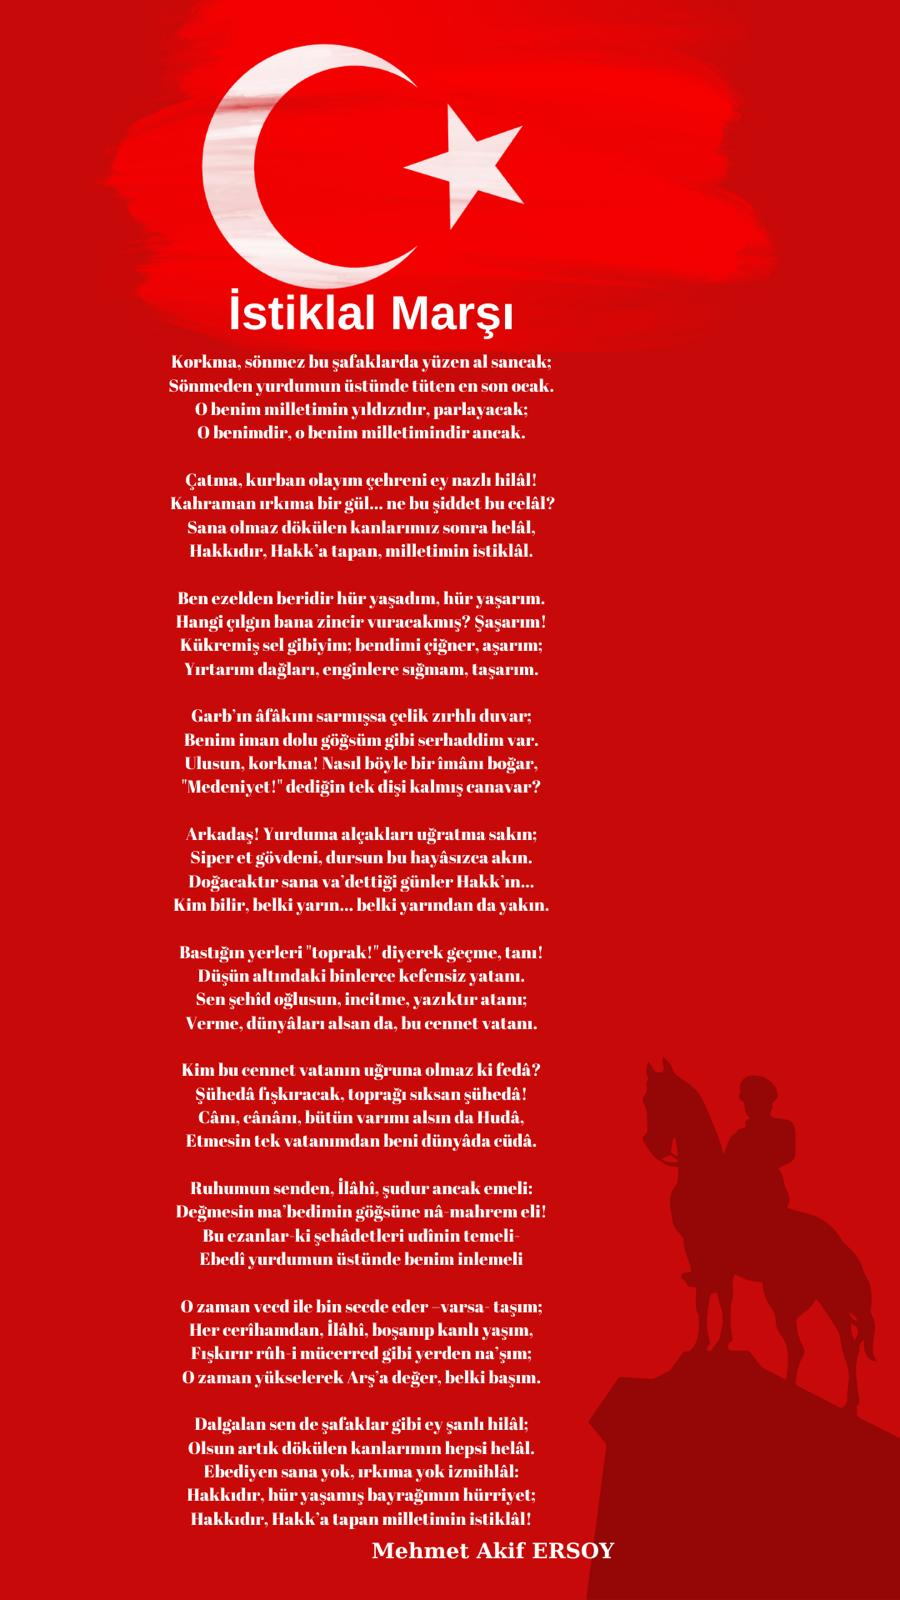 İstiklal Marşı
Korkma, sönmez bu şafaklarda yüzen al sancak;
Sönmeden yurdumun üstünde tüten en son ocak.
O benim milletimin yıldızıdır, parlayacak;
O benimdir, o benim milletimindir ancak.
Çatma, kurban olayım çehreni ey nazlı hilâl!
Kahraman ırkıma bir gül... ne bu şiddet bu celâl?
Sana olmaz dökülen kanlarımız sonra helâl,
Hakkıdır, Hakk’a tapan, milletimin istiklâl.
Ben ezelden beridir hür yaşadım, hür yaşarım.
Hangi çılgın bana zincir vuracakmış? Şaşarım!
Kükremiş sel gibiyim; bendimi çiğner, aşarım;
Yırtarım dağları, enginlere sığmam, taşarım.
Garb’ın âfâkını sarmışsa çelik zırhlı duvar;
Benim iman dolu göğsüm gibi serhaddim var.
Ulusun, korkma! Nasıl böyle bir îmânı boğar,
"Medeniyet!" dediğin tek dişi kalmış canavar?
Arkadaş! Yurduma alçakları uğratma sakın;
Siper et gövdeni, dursun bu hayâsızca akın.
Doğacaktır sana va’dettiği günler Hakk’ın...
Kim bilir, belki yarın... belki yarından da yakın.
Bastığın yerleri "toprak!" diyerek geçme, tanı!
Düşün altındaki binlerce kefensiz yatanı.
Sen şehîd oğlusun, incitme, yazıktır atanı;
Verme, dünyâları alsan da, bu cennet vatanı.
Kim bu cennet vatanın uğruna olmaz ki fedâ?
Şühedâ fışkıracak, toprağı sıksan şühedâ!
Cânı, cânânı, bütün varımı alsın da Hudâ,
Etmesin tek vatanımdan beni dünyâda cüdâ.
Ruhumun senden, İlâhî, şudur ancak emeli:
Değmesin ma’bedimin göğsüne nâ-mahrem eli!
Bu ezanlar-ki şehâdetleri udînin temeli-
Ebedî yurdumun üstünde benim inlemeli
O zaman vecd ile bin secde eder –varsa- taşım;
Her cerîhamdan, İlâhî, boşanıp kanlı yaşım,
Fışkırır rûh-i mücerred gibi yerden na’şım;
O zaman yükselerek Arş’a değer, belki başım.
Dalgalan sen de şafaklar gibi ey şanlı hilâl;
Olsun artık dökülen kanlarımın hepsi helâl.
Ebediyen sana yok, ırkıma yok izmihlâl:
Hakkıdır, hür yaşamış bayrağımın hürriyet;
Hakkıdır, Hakk’a tapan milletimin istiklâl!
Mehmet Akif ERSOY